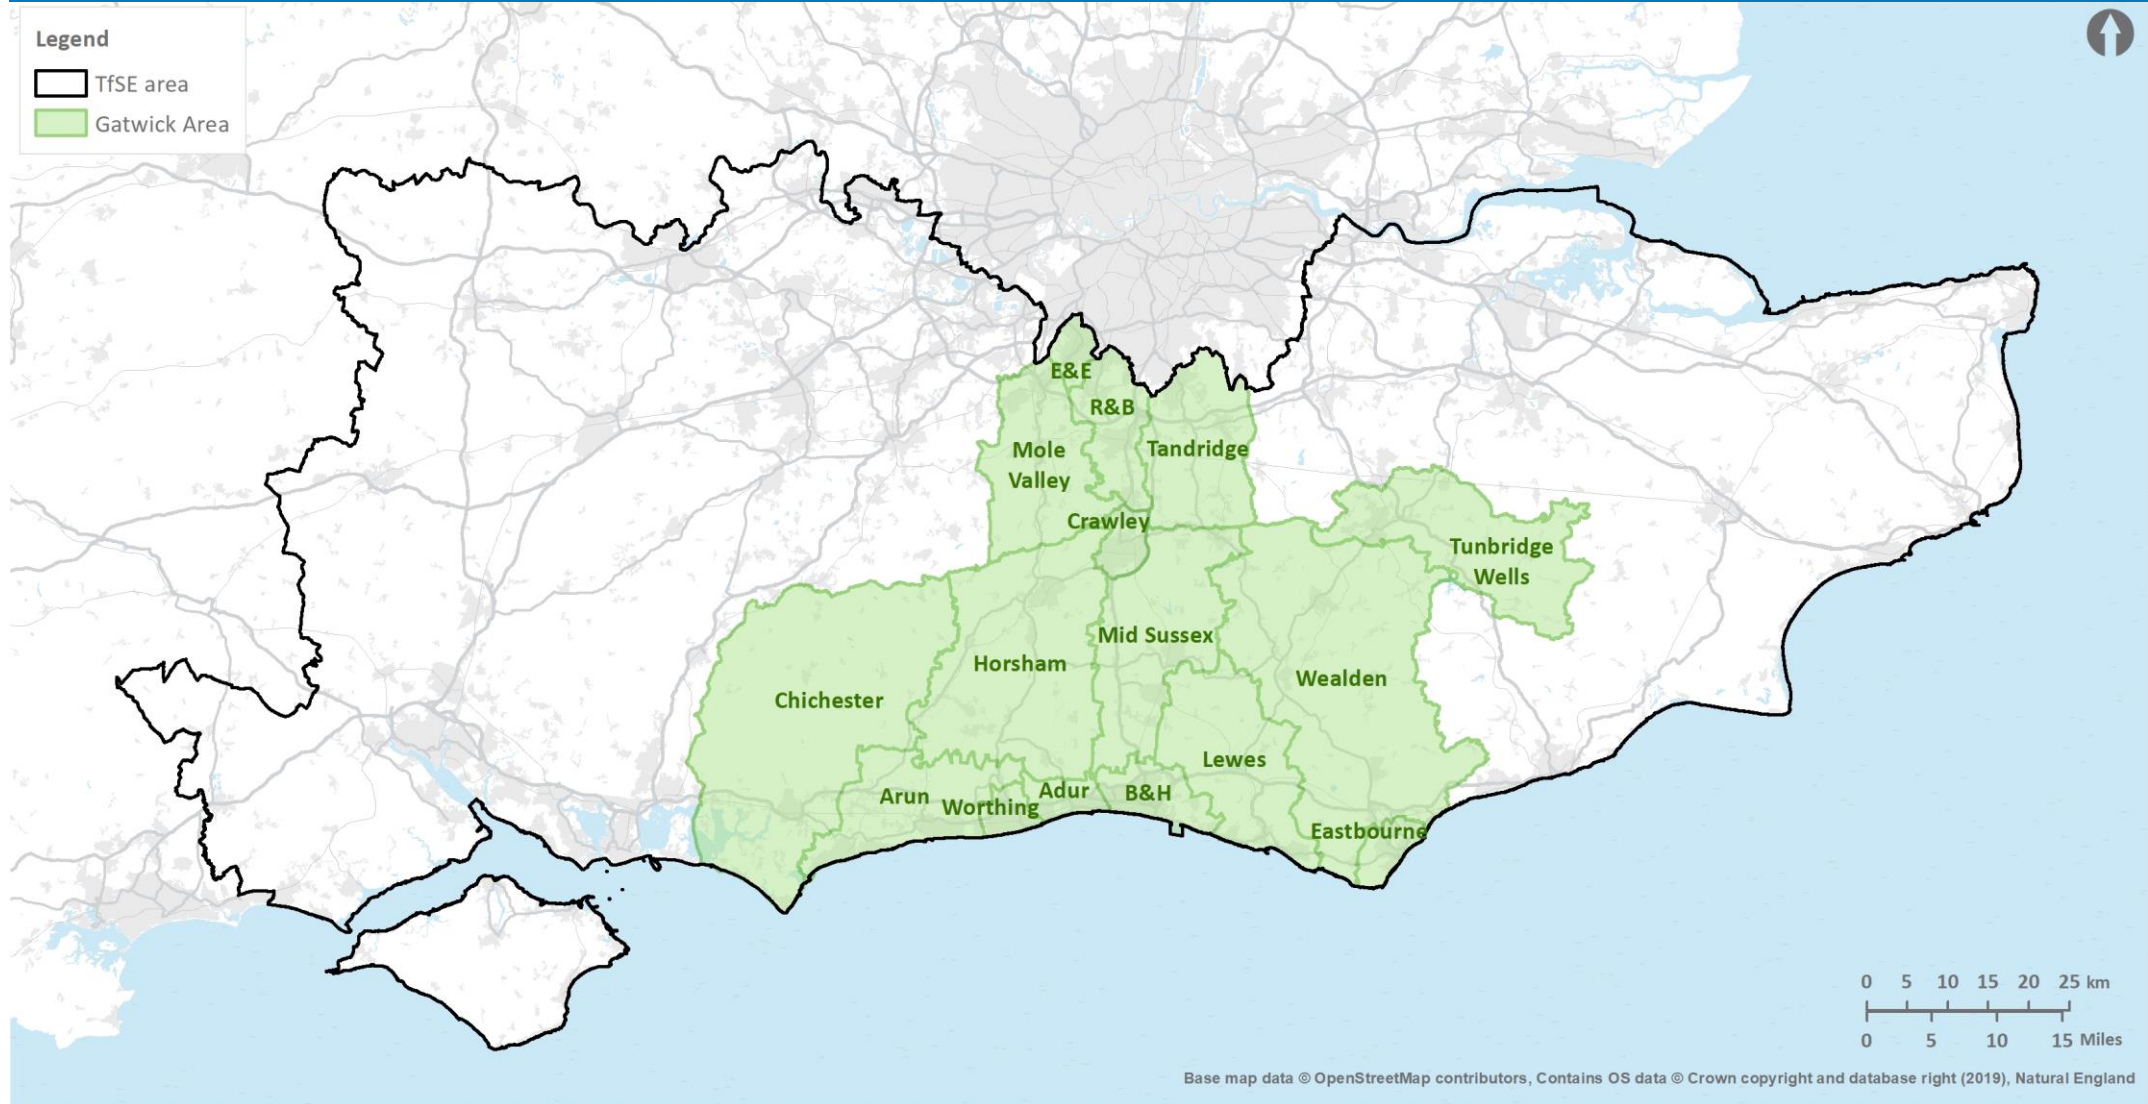 Legend
TfSE area
Gatwick Area
E&E
R&B
Mole
Valley
Tandridge
Crawley
Tunbridge
Wells
Mid Sussex
Horsham
Wealden
Chichester
Lewes
Arun
Worthing
Adur
B&H
Eastbourne
0 5 10 15 20 25 km
0 5 10 15 Miles
Base map data © OpenStreetMap contributors, Contains OS data © Crown copyright and database right (2019), Natural England